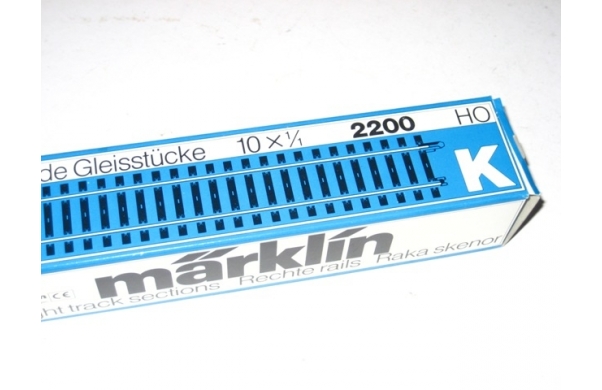 de Gleisstücke 10 x 1/1 2200 HO
K
märklin
ght track sections Rechte rails Raka skenor